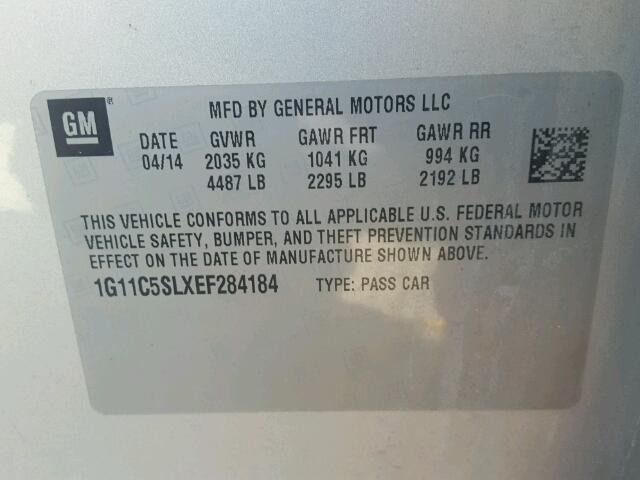 GM
MFD BY GENERAL MOTORS LLC
DATE GVWR GAWR FRT GAWR RR
04/14 2035 KG 1041 KG 994 KG
4487 LB 2295 LB 2192 LB
THIS VEHICLE CONFORMS TO ALL APPLICABLE U.S. FEDERAL MOTOR
VEHICLE SAFETY, BUMPER, AND THEFT PREVENTION STANDARDS IN
EFFECT ON THE DATE OF MANUFACTURE SHOWN ABOVE.
1G11C5SLXEF284184 TYPE: PASS CAR